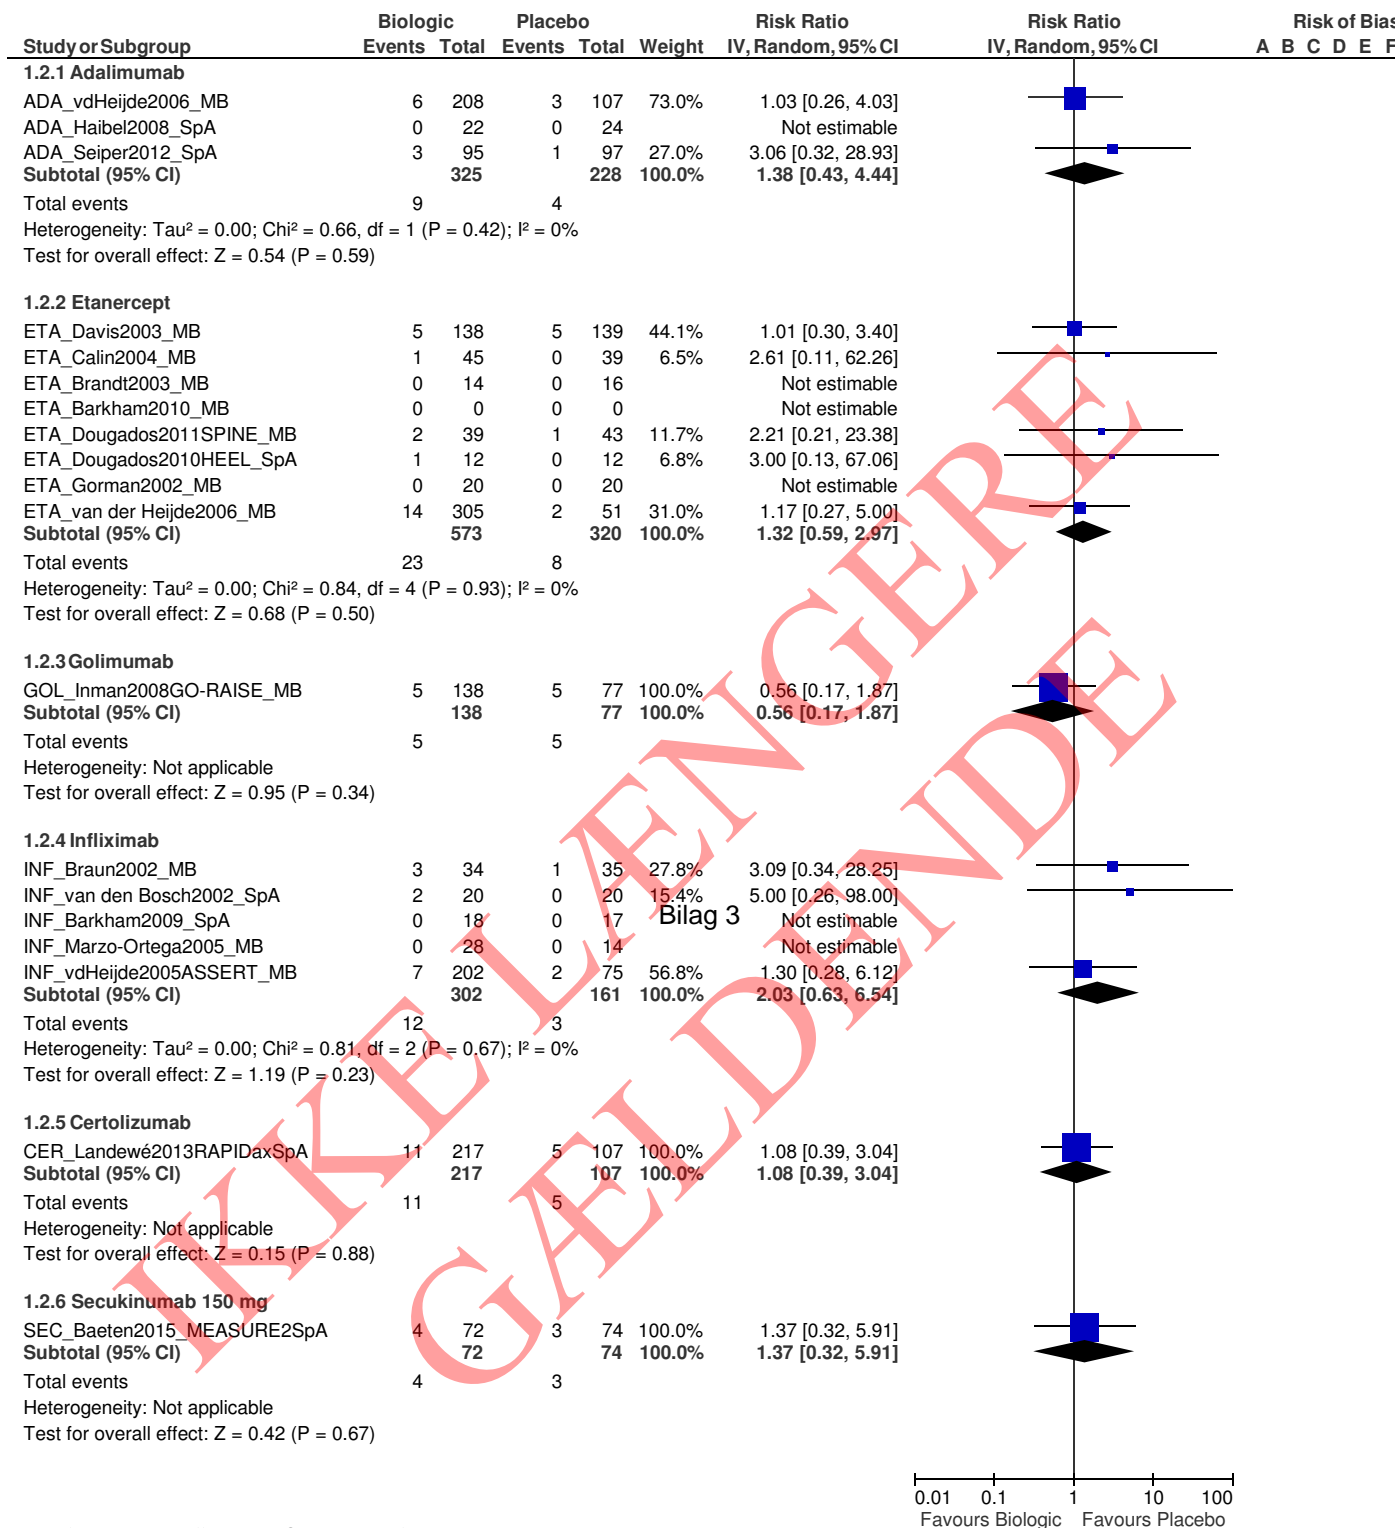 Biologic Placebo Risk Ratio Risk Ratio Risk of Bias
Study or Subgroup Events Total Events Total Weight IV, Random, 95% CI IV, Random, 95% CI A B C D E F
1.2.1 Adalimumab
ADA_vdHeijde2006_MB 6 208 3 107 73.0% 1.03 [0.26, 4.03]
ADA_Haibel2008_SpA 0 22 0 24 Not estimable
ADA_Seiper2012_SpA 3 95 1 97 27.0% 3.06 [0.32, 28.93]
Subtotal (95% CI) 325 228 100.0% 1.38 [0.43, 4.44]
Total events 9 4
Heterogeneity: Tau² = 0.00; Chi² = 0.66, df = 1 (P = 0.42); I² = 0%
Test for overall effect: Z = 0.54 (P = 0.59)
1.2.2 Etanercept
ETA_Davis2003_MB 5 138 5 139 44.1% 1.01 [0.30, 3.40]
ETA_Calin2004_MB 1 45 0 39 6.5% 2.61 [0.11, 62.26]
ETA_Brandt2003_MB 0 14 0 16 Not estimable
ETA_Barkham2010_MB 0 0 0 0 Not estimable
ETA_Dougados2011SPINE_MB 2 39 1 43 11.7% 2.21 [0.21, 23.38]
ETA_Dougados2010HEEL_SpA 1 12 0 12 6.8% 3.00 [0.13, 67.06]
ETA_Gorman2002_MB 0 20 0 20 Not estimable
ETA_van der Heijde2006_MB 14 305 2 51 31.0% 1.17 [0.27, 5.00]
Subtotal (95% CI) 573 320 100.0% 1.32 [0.59, 2.97]
Total events 23 8
Heterogeneity: Tau² = 0.00; Chi² = 0.84, df = 4 (P = 0.93); I² = 0%
Test for overall effect: Z = 0.68 (P = 0.50)
1.2.3 Golimumab
GOL_Inman2008GO-RAISE_MB 5 138 5 77 100.0% 0.56 [0.17, 1.87]
Subtotal (95% CI) 138 77 100.0% 0.56 [0.17, 1.87]
Total events 5 5
Heterogeneity: Not applicable
Test for overall effect: Z = 0.95 (P = 0.34)
1.2.4 Infliximab
INF_Braun2002_MB 3 34 1 35 27.8% 3.09 [0.34, 28.25]
INF_van den Bosch2002_SpA 2 20 0 20 15.4% 5.00 [0.26, 98.00]
INF_Barkham2009_SpA 0 18 0 17 Not estimable
Bilag 3
INF_Marzo-Ortega2005_MB 0 28 0 14 Not estimable
INF_vdHeijde2005ASSERT_MB 7 202 2 75 56.8% 1.30 [0.28, 6.12]
Subtotal (95% CI) 302 161 100.0% 2.03 [0.63, 6.54]
Total events 12 3
Heterogeneity: Tau² = 0.00; Chi² = 0.81, df = 2 (P = 0.67); I² = 0%
Test for overall effect: Z = 1.19 (P = 0.23)
1.2.5 Certolizumab
CER_Landewé2013RAPIDaxSpA 11 217 5 107 100.0% 1.08 [0.39, 3.04]
Subtotal (95% CI) 217 107 100.0% 1.08 [0.39, 3.04]
Total events 11 5
Heterogeneity: Not applicable
Test for overall effect: Z = 0.15 (P = 0.88)
1.2.6 Secukinumab 150 mg
SEC_Baeten2015_MEASURE2SpA 4 72 3 74 100.0% 1.37 [0.32, 5.91]
Subtotal (95% CI) 72 74 100.0% 1.37 [0.32, 5.91]
Total events 4 3
Heterogeneity: Not applicable
Test for overall effect: Z = 0.42 (P = 0.67)
0.01 0.1 1 10 100
Favours Biologic Favours Placebo
IKKE LÆNGERE
GÆLDENDE